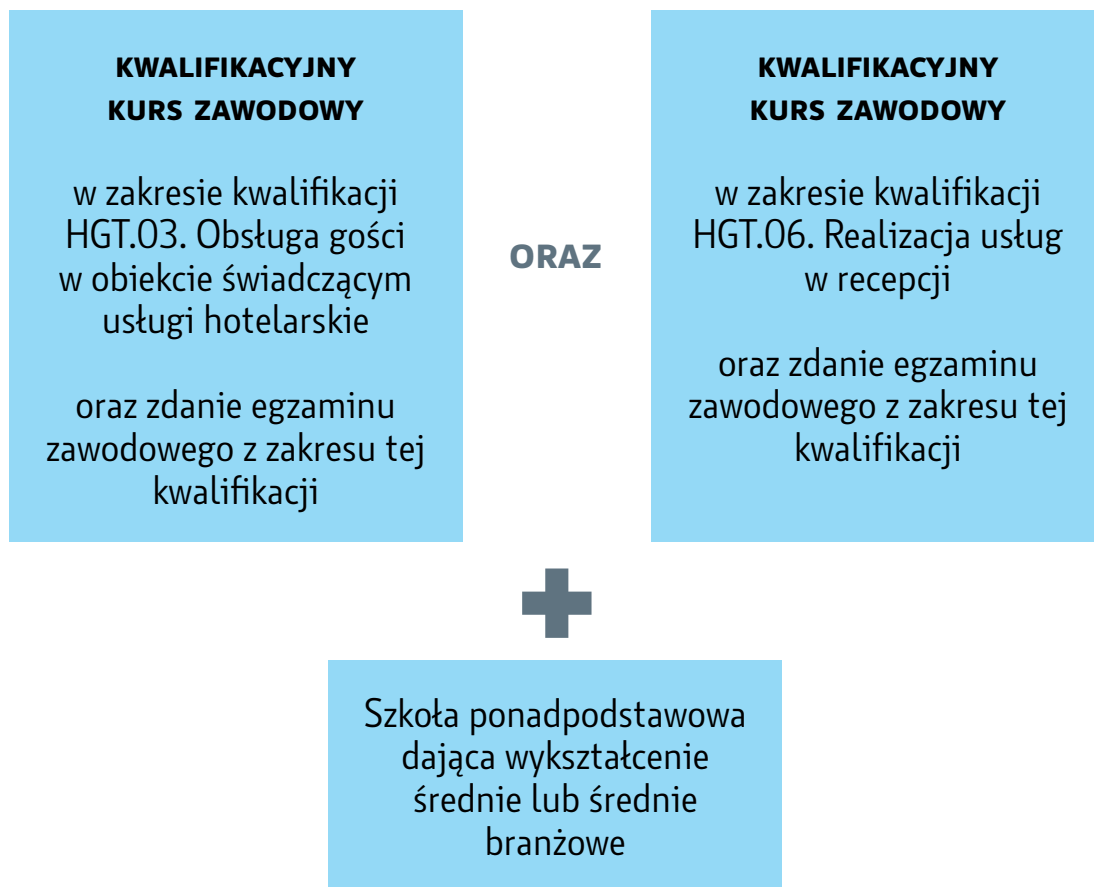 KWALIFIKACYJNY
KURS ZAWODOWY
w zakresie kwalifikacji
HGT.03. Obsługa gości
w obiekcie świadczącym
usługi hotelarskie
oraz zdanie egzaminu
zawodowego z zakresu tej
kwalifikacji
ORAZ
KWALIFIKACYJNY
KURS ZAWODOWY
w zakresie kwalifikacji
HGT.06. Realizacja usług
w recepcji
oraz zdanie egzaminu
zawodowego z zakresu tej
kwalifikacji
Szkoła ponadpodstawowa
dająca wykształcenie
średnie lub średnie
branżowe